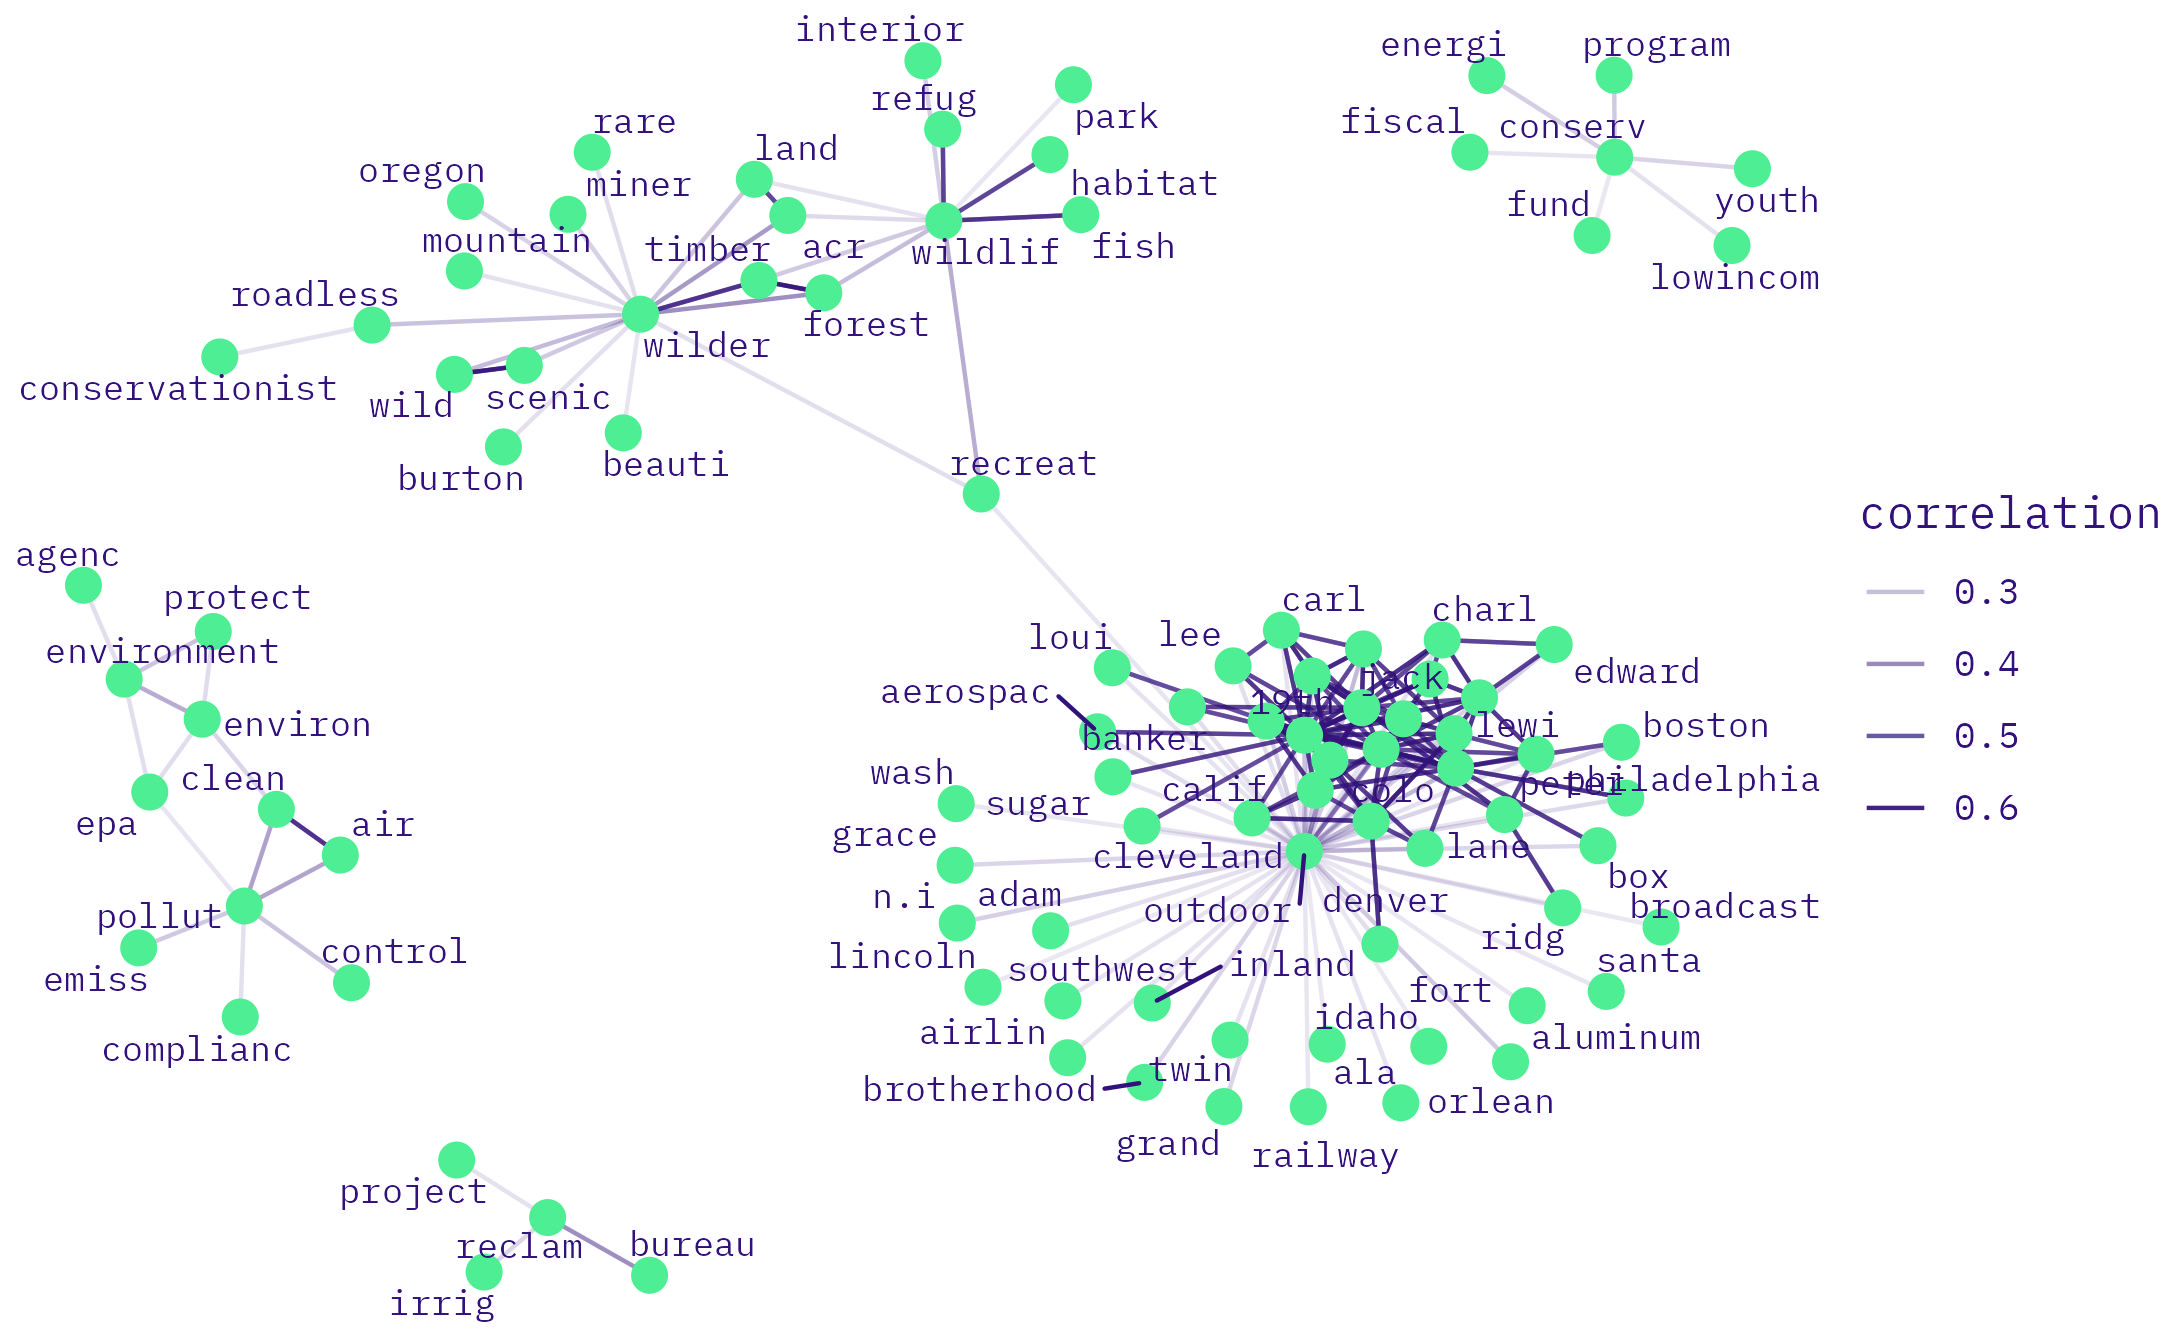 interior
energi
program
refug
park
rare
fiscal
conserv
land
oregon
miner
habitat
youth
fund
mountain
timber
acr
wildlif
fish
lowincom
roadless
forest
wilder
conservationist
wild
scenic
beauti
burton
recreat
correlation
0.3
0.4
0.5
0.6
agenc
protect
environment
environ
clean
epa
air
pollut
control
emiss
complianc
carl
charl
loui
lee
edward
aerospac
jack
19th
lewi
boston
banker
wash
sugar
calif
colo
peter
philadelphia
grace
cleveland
lane
box
n.i
adam
outdoor
denver
broadcast
ridg
lincoln
southwest
inland
santa
fort
airlin
idaho
aluminum
brotherhood
twin
ala
orlean
grand
railway
project
reclam
bureau
irrig